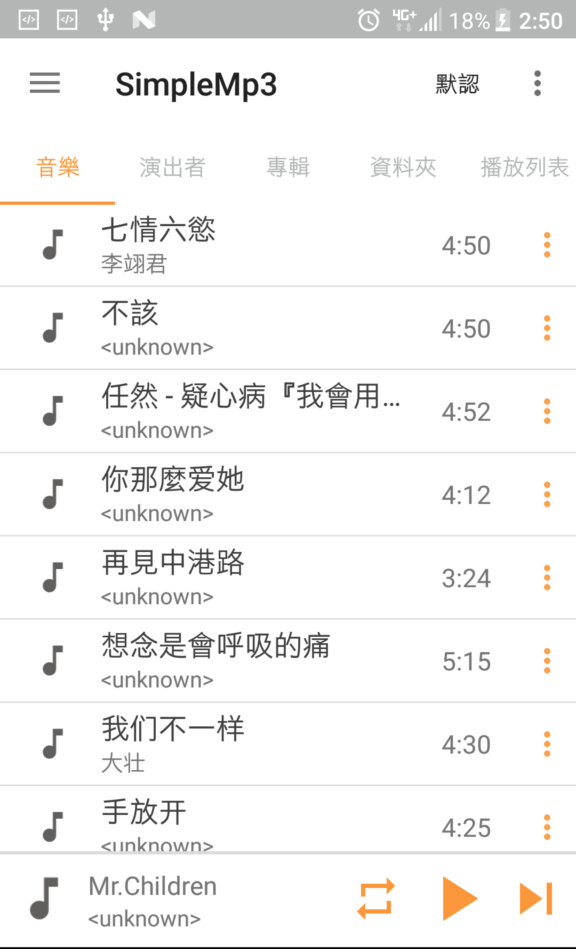 4G+ 18% 2:50
SimpleMp3 默認
音樂 演出者 專輯 資料夾 播放列表
七情六慾
李翊君
4:50
不該
<unknown>
4:50
任然 - 疑心病『我會用...
<unknown>
4:52
你那麼爱她
<unknown>
4:12
再見中港路
<unknown>
3:24
想念是會呼吸的痛
<unknown>
5:15
我们不一样
大壮
4:30
手放开
<unknown>
4:25
Mr.Children
<unknown>